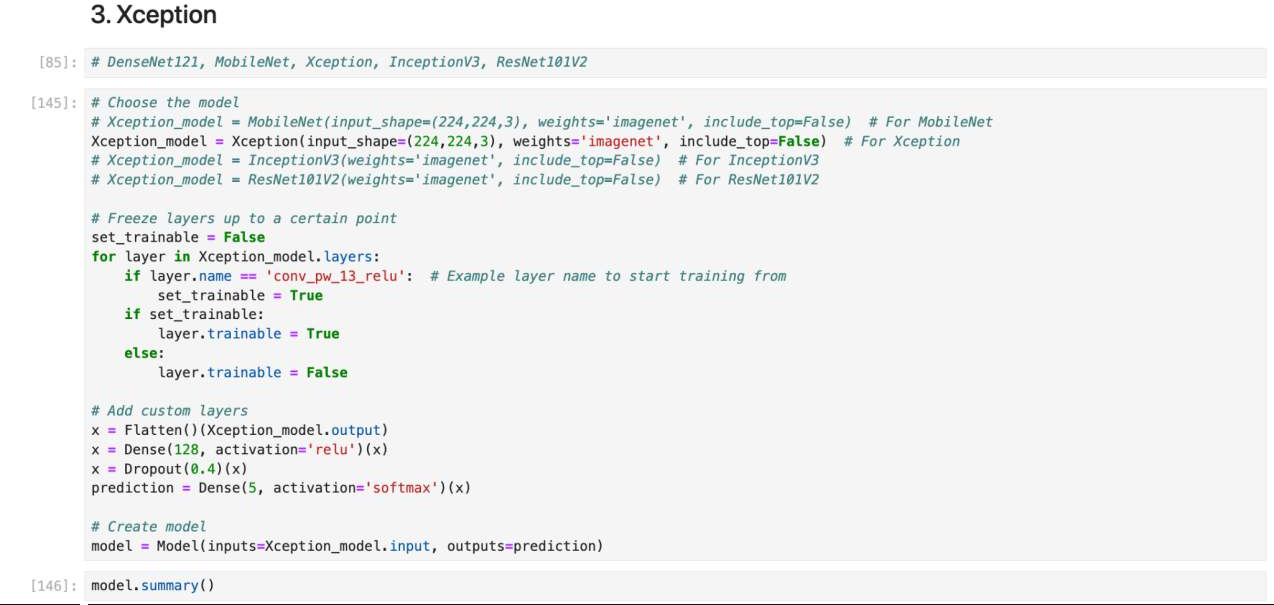 3. Xception
[85]: # DenseNet121, MobileNet, Xception, InceptionV3, ResNet101V2
[145]: # Choose the model
# Xception_model = MobileNet(input_shape=(224,224,3), weights='imagenet', include_top=False)  # For MobileNet
Xception_model = Xception(input_shape=(224,224,3), weights='imagenet', include_top=False)  # For Xception
# Xception_model = InceptionV3(weights='imagenet', include_top=False)  # For InceptionV3
# Xception_model = ResNet101V2(weights='imagenet', include_top=False)  # For ResNet101V2

# Freeze layers up to a certain point
set_trainable = False
for layer in Xception_model.layers:
    if layer.name == 'conv_pw_13_relu':  # Example layer name to start training from
        set_trainable = True
    if set_trainable:
        layer.trainable = True
    else:
        layer.trainable = False

# Add custom layers
x = Flatten()(Xception_model.output)
x = Dense(128, activation='relu')(x)
x = Dropout(0.4)(x)
prediction = Dense(5, activation='softmax')(x)

# Create model
model = Model(inputs=Xception_model.input, outputs=prediction)
[146]: model.summary()